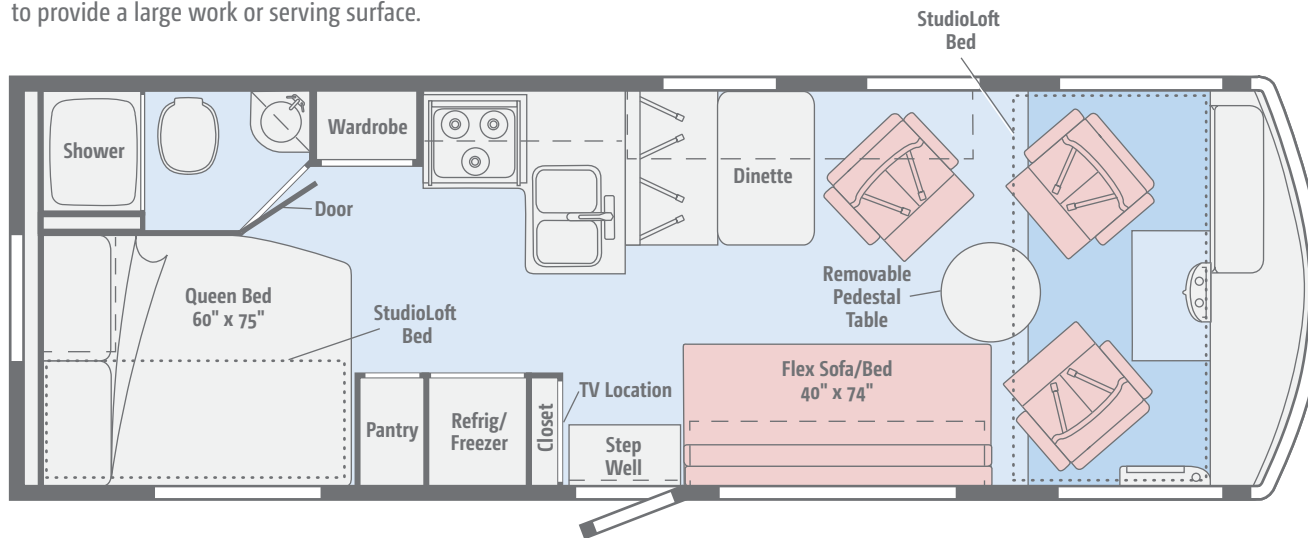 to provide a large work or serving surface.
StudioLoft
Bed
Shower
Wardrobe
Door
Dinette
Queen Bed
60" x 75"
StudioLoft
Bed
Removable
Pedestal
Table
Flex Sofa/Bed
40" x 74"
TV Location
Pantry
Refrig/
Freezer
Closet
Step
Well